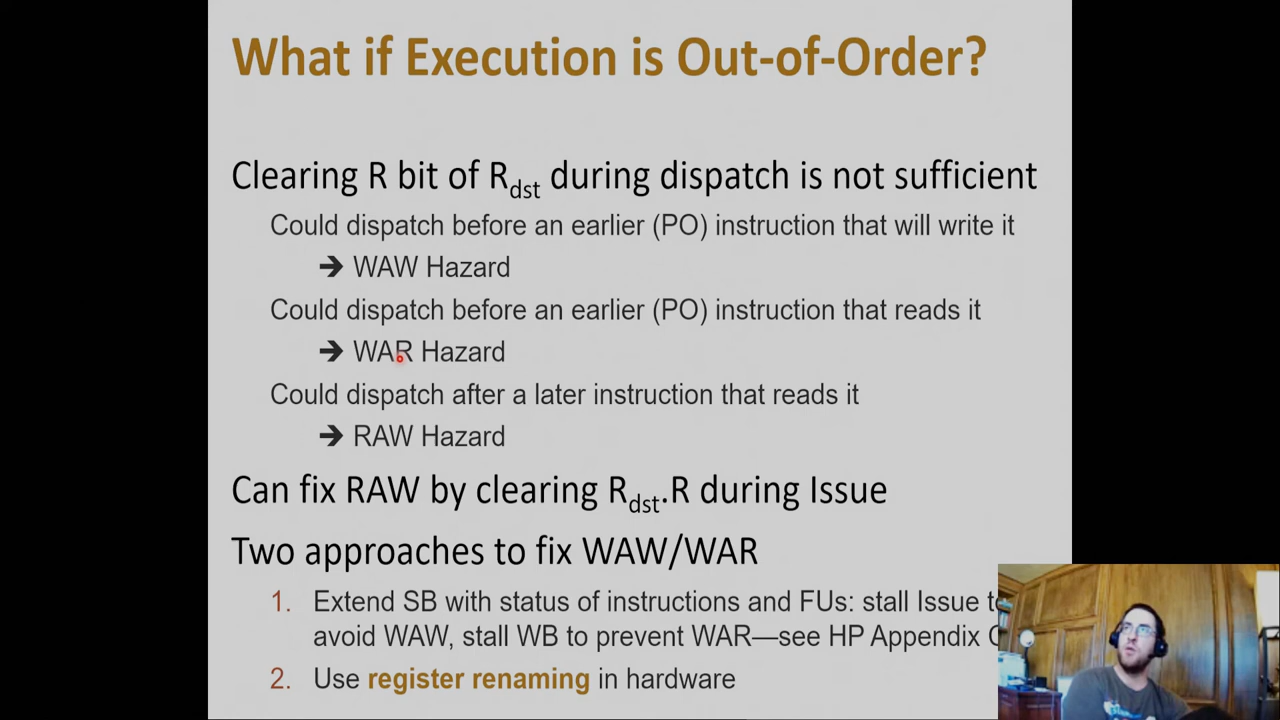 What if Execution is Out-of-Order?
Clearing R bit of Rdst during dispatch is not sufficient
Could dispatch before an earlier (PO) instruction that will write it
➔ WAW Hazard
Could dispatch before an earlier (PO) instruction that reads it
➔ WAR Hazard
Could dispatch after a later instruction that reads it
➔ RAW Hazard
Can fix RAW by clearing Rdst.R during Issue
Two approaches to fix WAW/WAR
1. Extend SB with status of instructions and FUs: stall Issue
avoid WAW, stall WB to prevent WAR—see HP Appendix
2. Use register renaming in hardware